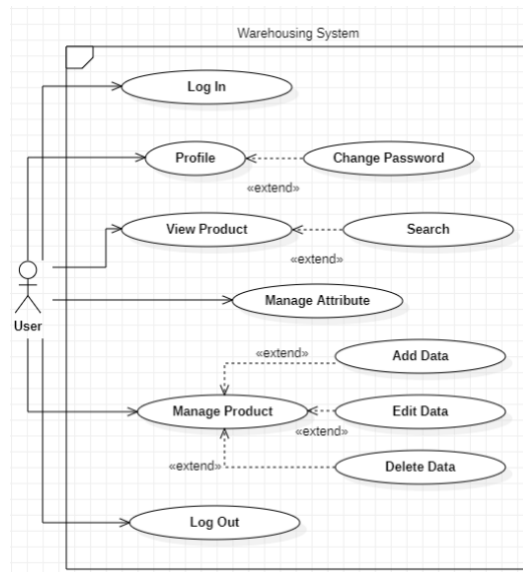 Warehousing System
Log In
Profile
Change Password
«extend»
View Product
Search
«extend»
Manage Attribute
User
«extend»
Add Data
Manage Product
Edit Data
«extend»
«extend»
Delete Data
Log Out